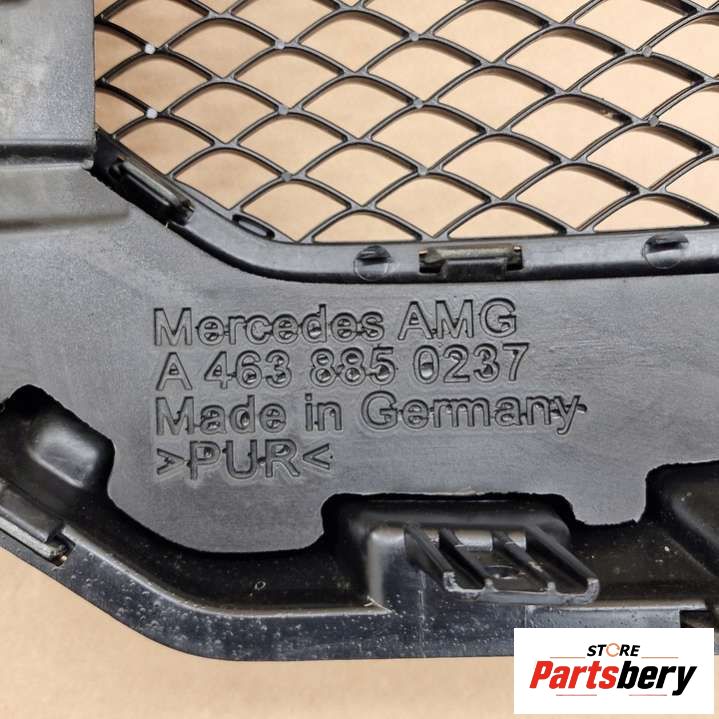 Mercedes AMG
A 463 885 0237
Made in Germany
>PUR<
STORE
Partsbery